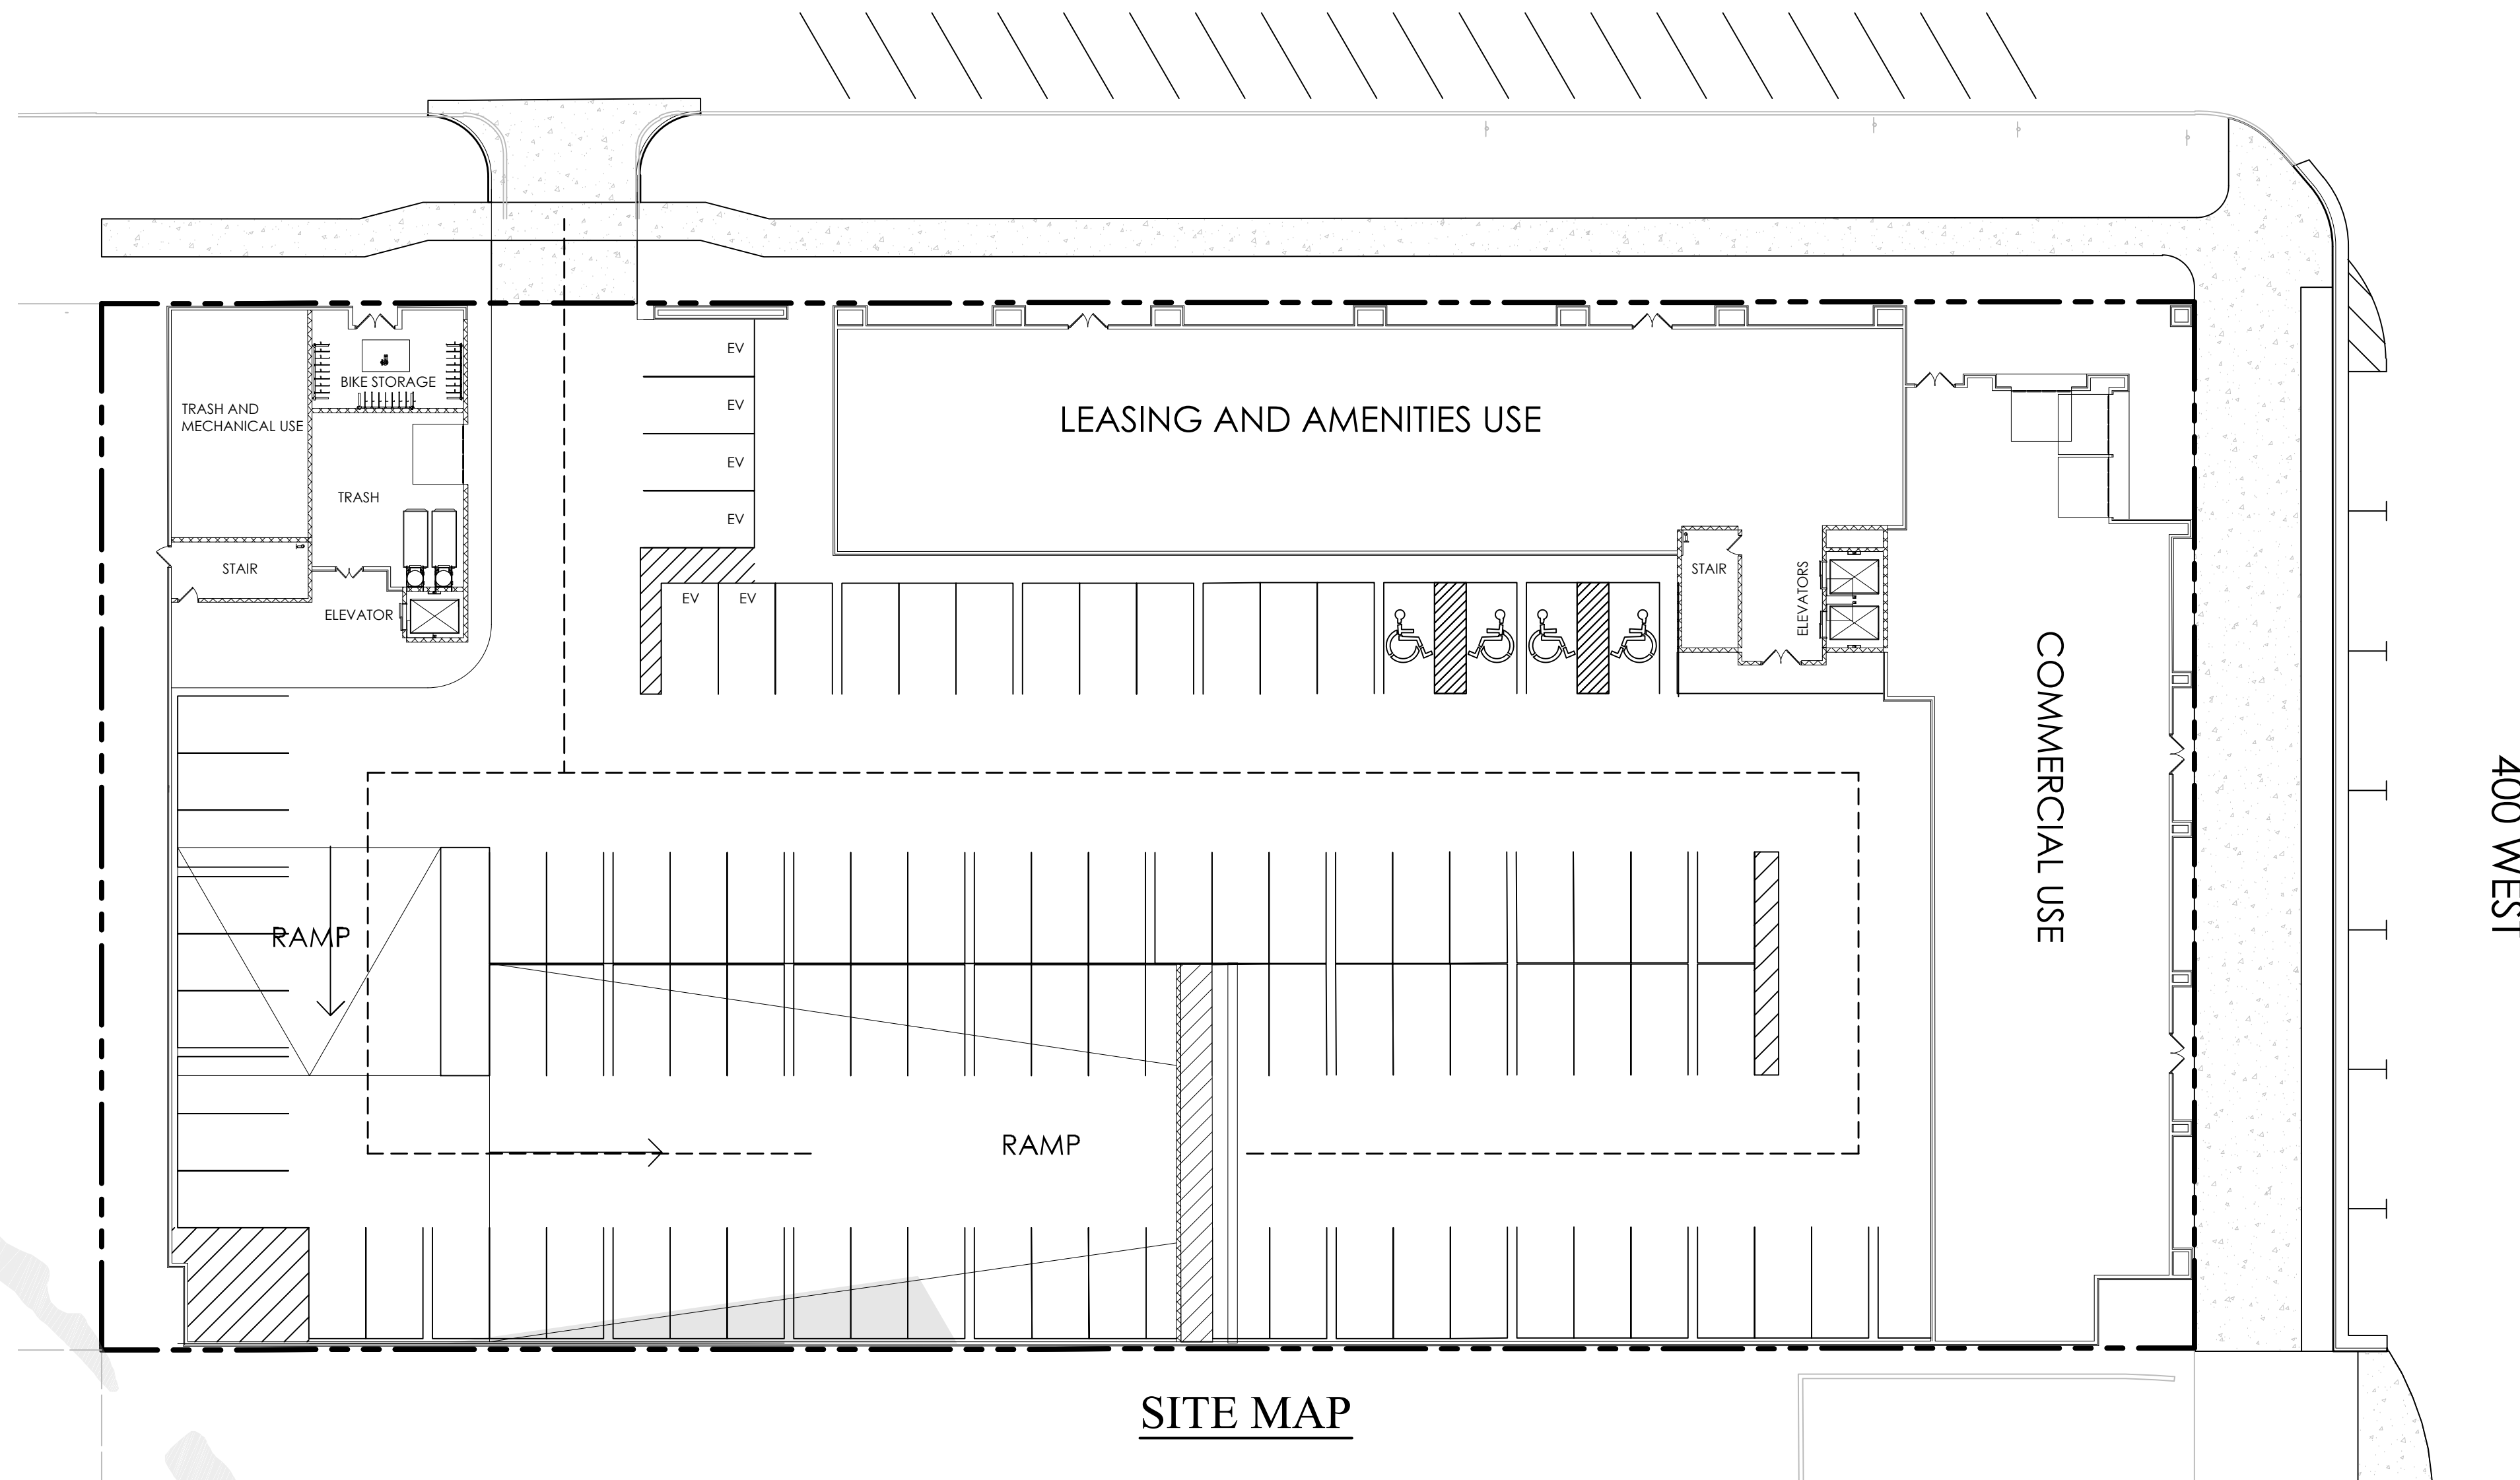 EV
BIKE STORAGE
TRASH AND
MECHANICAL USE
EV
LEASING AND AMENITIES USE
EV
TRASH
EV
STAIR
STAIR
ELEVATORS
EV
EV
ELEVATOR
COMMERCIAL USE
400 WEST
RAMP
RAMP
SITE MAP